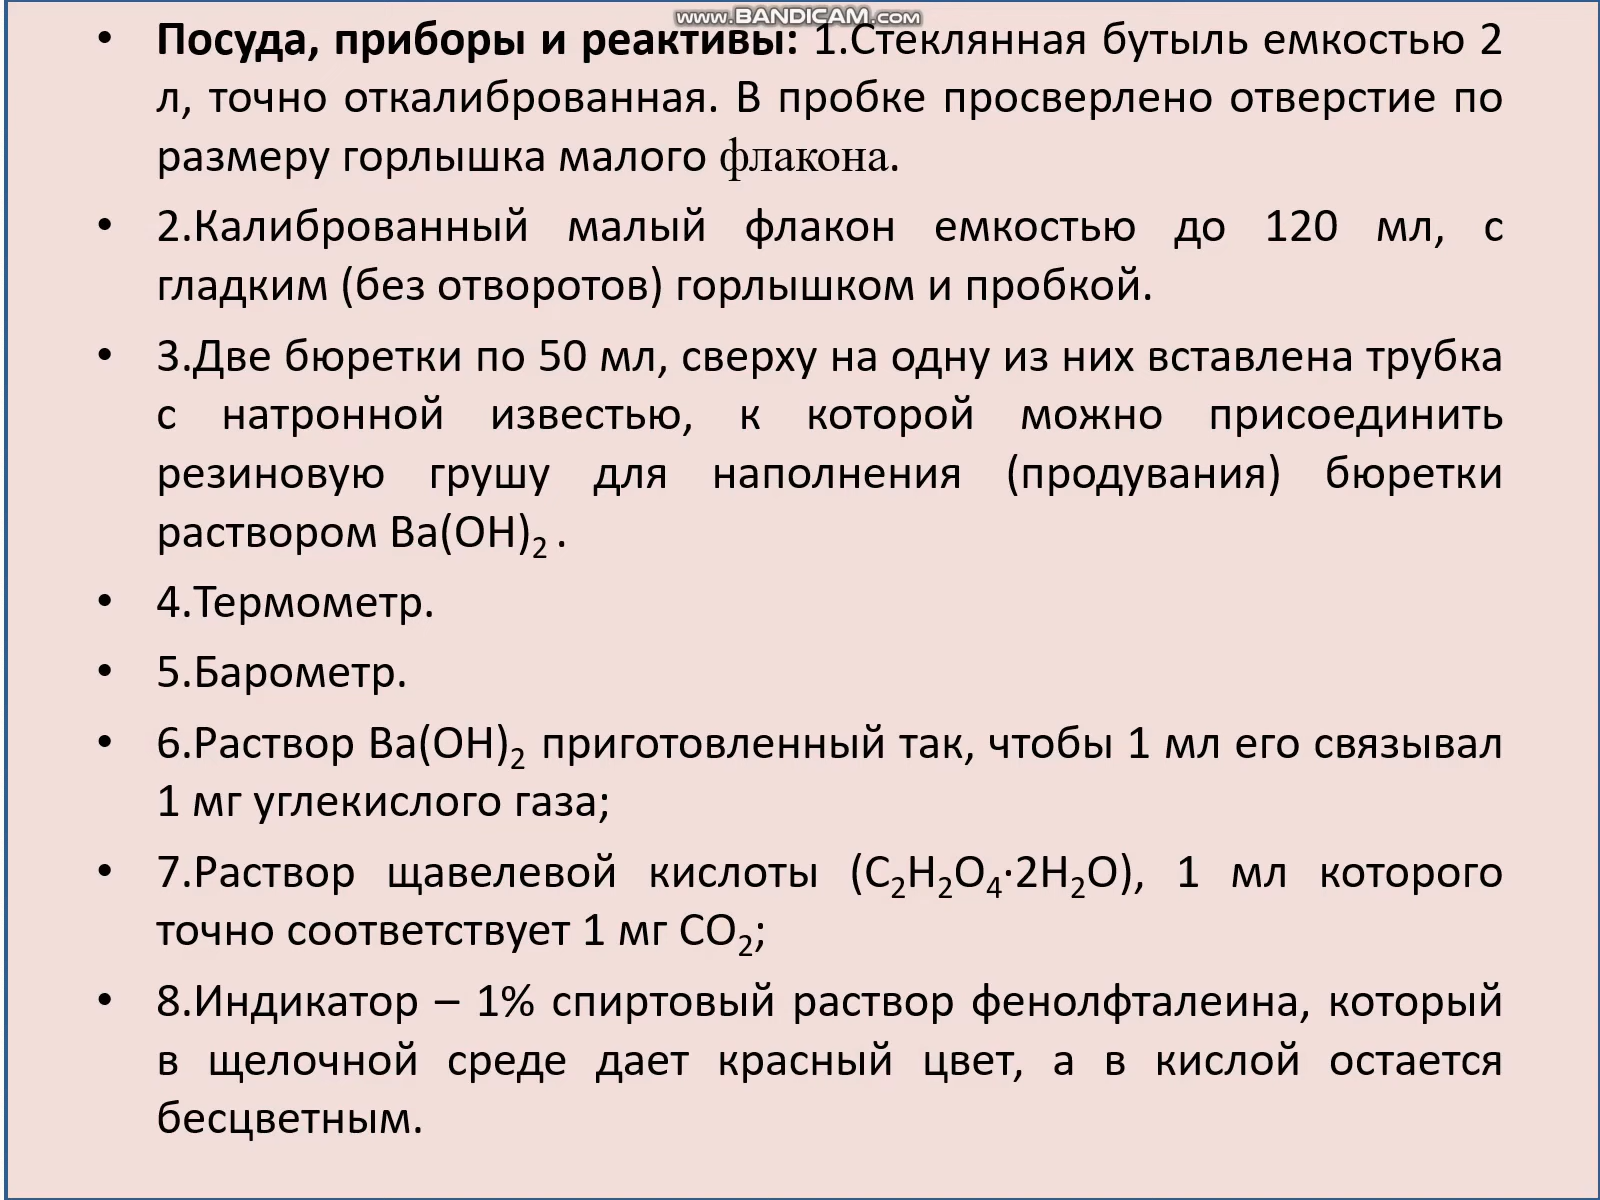 www.BANDICAM.com
• Посуда, приборы и реактивы: 1.Стеклянная бутыль емкостью 2
л, точно откалиброванная. В пробке просверлено отверстие по
размеру горлышка малого флакона.
• 2.Калиброванный малый флакон емкостью до 120 мл, с
гладким (без отворотов) горлышком и пробкой.
• 3.Две бюретки по 50 мл, сверху на одну из них вставлена трубка
с натронной известью, к которой можно присоединить
резиновую грушу для наполнения (продувания) бюретки
раствором Ba(OH)₂ .
• 4.Термометр.
• 5.Барометр.
• 6.Раствор Ba(OH)₂ приготовленный так, чтобы 1 мл его связывал
1 мг углекислого газа;
• 7.Раствор щавелевой кислоты (C₂H₂O₄·2H₂O), 1 мл которого
точно соответствует 1 мг CO₂;
• 8.Индикатор – 1% спиртовый раствор фенолфталеина, который
в щелочной среде дает красный цвет, а в кислой остается
бесцветным.